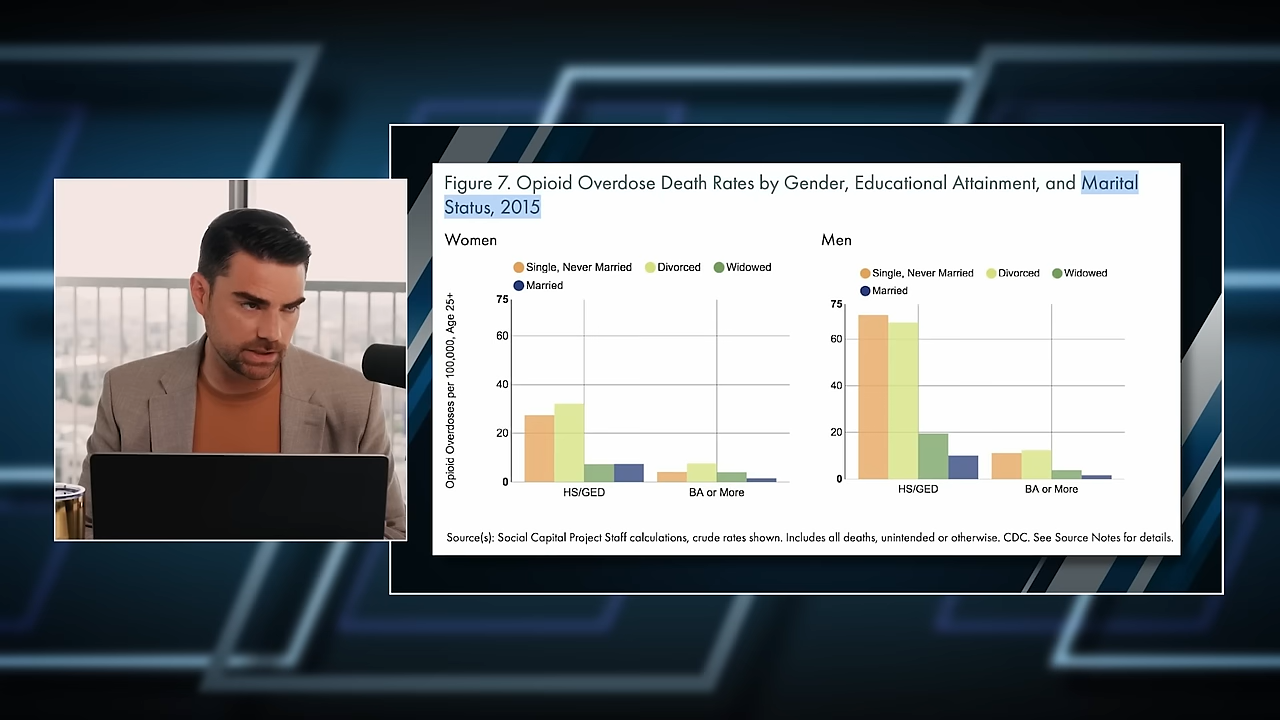 Figure 7. Opioid Overdose Death Rates by Gender, Educational Attainment, and Marital
Status, 2015
Women
Single, Never Married Divorced Widowed
Married
Opioid Overdoses per 100,000, Age 25+
75
60
40
20
0
HS/GED BA or More
Men
Single, Never Married Divorced Widowed
Married
75
60
40
20
0
HS/GED BA or More
Source(s): Social Capital Project Staff calculations, crude rates shown. Includes all deaths, unintended or otherwise. CDC. See Source Notes for details.